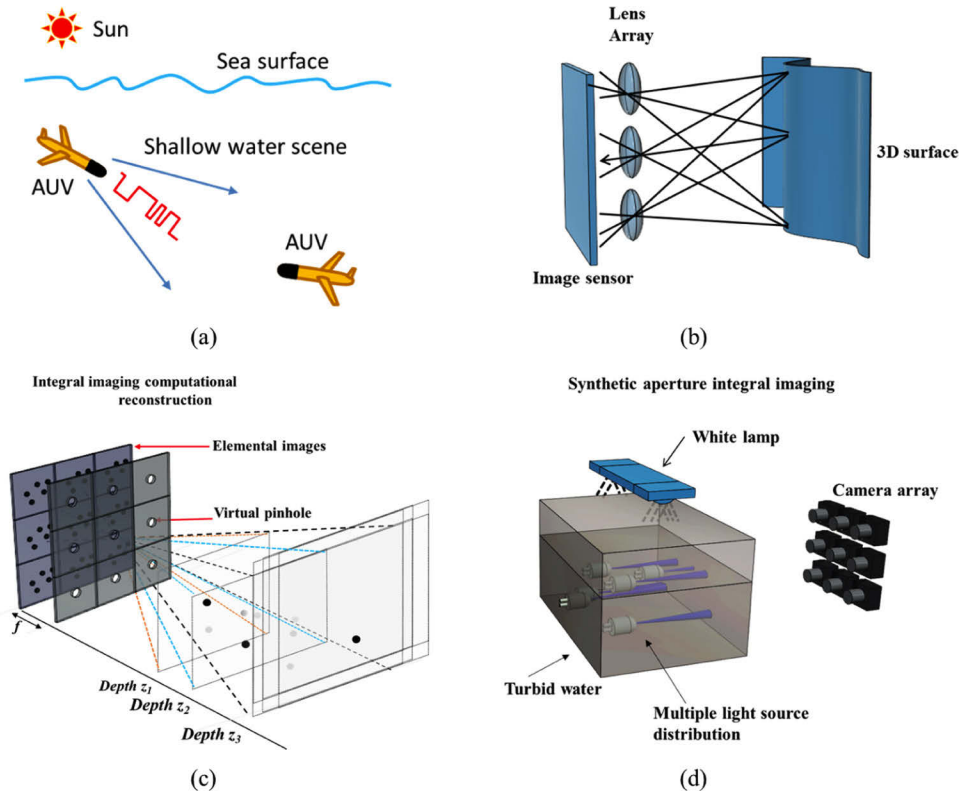 Sun
Sea surface
Shallow water scene
AUV
AUV
(a)
Lens
Array
3D surface
Image sensor
(b)
Integral imaging computational
reconstruction
Elemental images
Virtual pinhole
f
Depth z1
Depth z2
Depth z3
(c)
Synthetic aperture integral imaging
White lamp
Camera array
Turbid water
Multiple light source
distribution
(d)